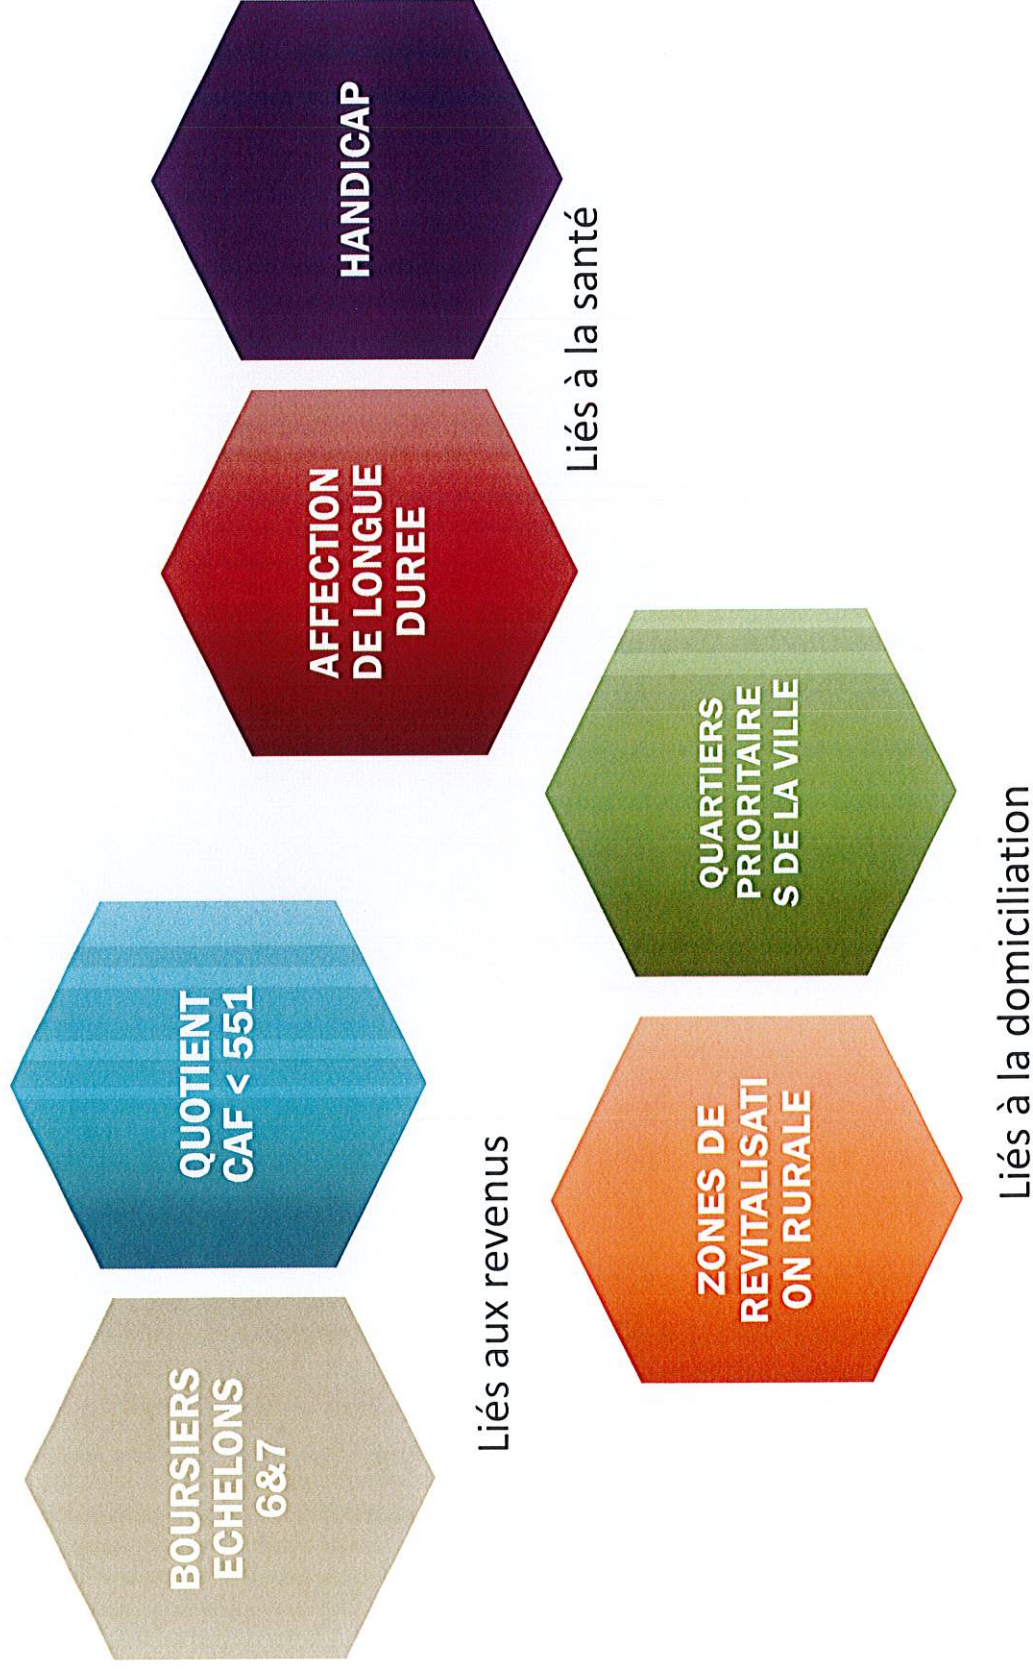 BOURSIERS
ECHELONS
6&7
QUOTIENT
CAF < 551
Liés aux revenus
AFFECTION
DE LONGUE
DUREE
HANDICAP
Liés à la santé
ZONES DE
REVITALISATI
ON RURALE
QUARTIERS
PRIORITAIRE
S DE LA VILLE
Liés à la domiciliation